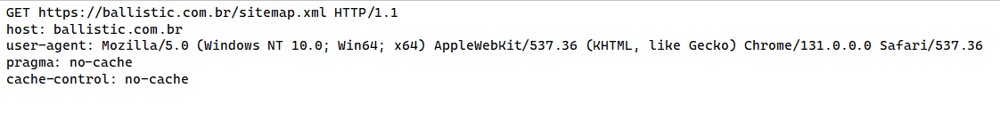 GET https://ballistic.com.br/sitemap.xml HTTP/1.1
host: ballistic.com.br
user-agent: Mozilla/5.0 (Windows NT 10.0; Win64; x64) AppleWebKit/537.36 (KHTML, like Gecko) Chrome/131.0.0.0 Safari/537.36
pragma: no-cache
cache-control: no-cache